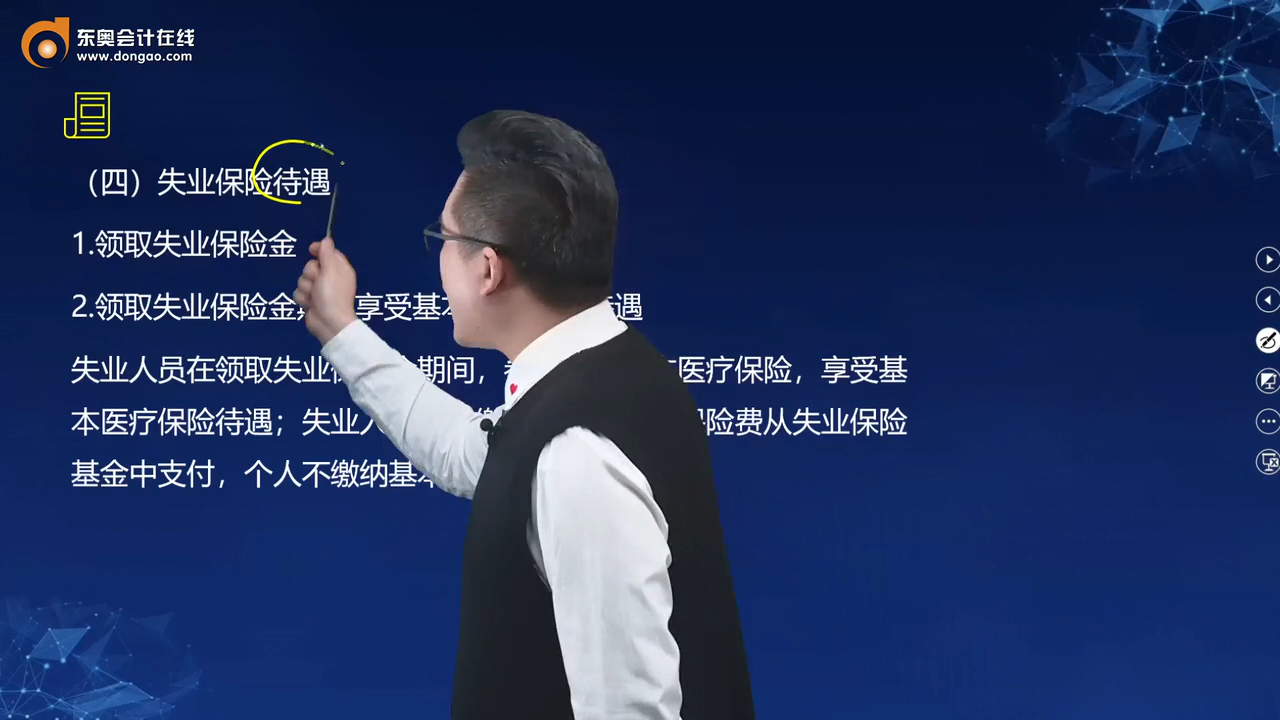 东奥会计在线
www.dongao.com
（四）失业保险待遇
1.领取失业保险金
2.领取失业保险金 享受基 遇
失业人员在领取失业 期间， 医疗保险，享受基
本医疗保险待遇；失业 险费从失业保险
基金中支付，个人不缴纳基